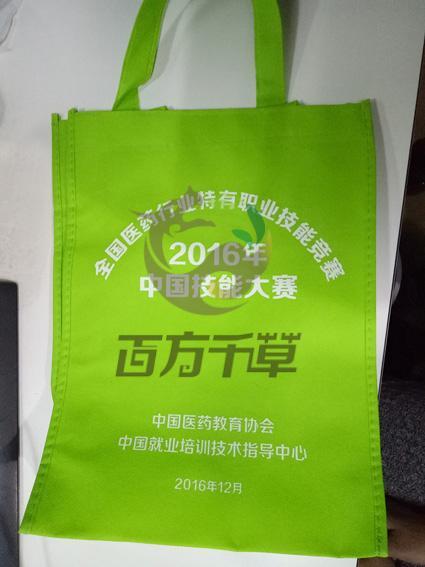 全国医药行业特有职业技能竞赛
2016年
中国技能大赛
百方千草
中国医药教育协会
中国就业培训技术指导中心
2016年12月